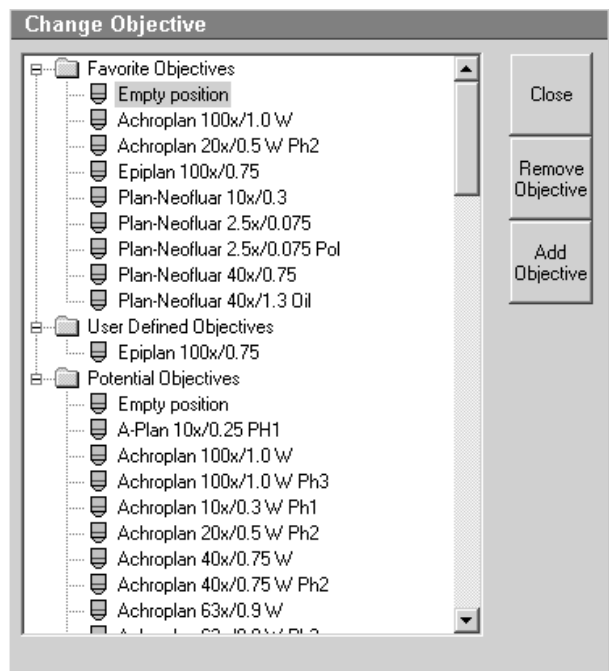 Change Objective
Favorite Objectives
Empty position
Achroplan 100x/1.0 W
Achroplan 20x/0.5 W Ph2
Epiplan 100x/0.75
Plan-Neofluar 10x/0.3
Plan-Neofluar 2.5x/0.075
Plan-Neofluar 2.5x/0.075 Pol
Plan-Neofluar 40x/0.75
Plan-Neofluar 40x/1.3 Oil
User Defined Objectives
Epiplan 100x/0.75
Potential Objectives
Empty position
A-Plan 10x/0.25 PH1
Achroplan 100x/1.0 W
Achroplan 100x/1.0 W Ph3
Achroplan 10x/0.3 W Ph1
Achroplan 20x/0.5 W Ph2
Achroplan 40x/0.75 W
Achroplan 40x/0.75 W Ph2
Achroplan 63x/0.9 W
Close
Remove
Objective
Add
Objective